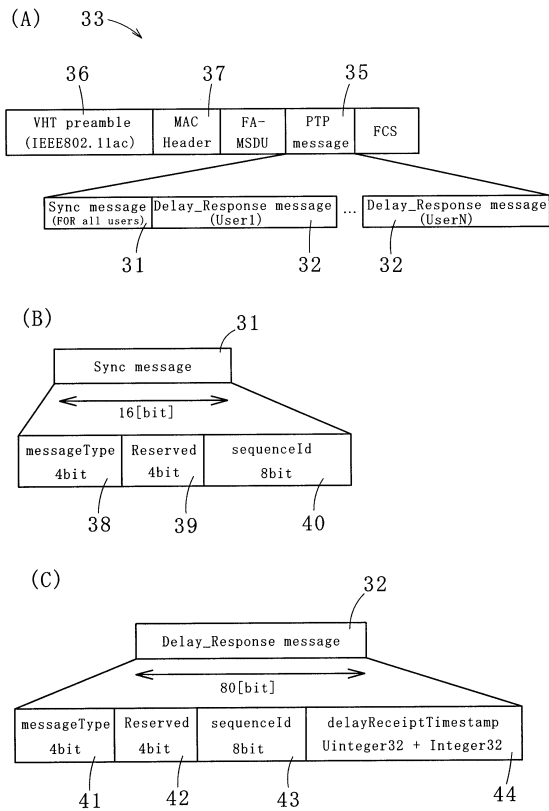 (A)
33
36
37
35
VHT preamble
(IEEE802.11ac)
MAC
Header
FA-
MSDU
PTP
message
FCS
Sync message
(FOR all users)
Delay_Response message
(User1)
...
Delay_Response message
(UserN)
31
32
32
(B)
31
Sync message
16[bit]
messageType
4bit
Reserved
4bit
sequenceId
8bit
38
39
40
(C)
32
Delay_Response message
80[bit]
messageType
4bit
Reserved
4bit
sequenceId
8bit
delayReceiptTimestamp
Uinteger32 + Integer32
41
42
43
44